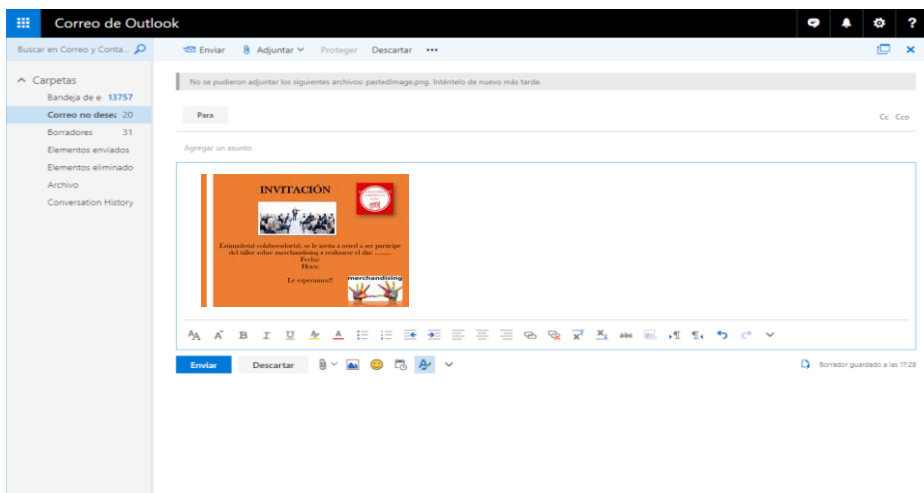 Correo de Outlook
?
Buscar en Correo y Conta...
Enviar Adjuntar Proteger Descartar •••
No se pudieron adjuntar los siguientes archivos: pastedImage.png. Inténtelo de nuevo más tarde.
Carpetas
Bandeja de e 13757
Correo no dese: 20
Borradores 31
Elementos enviados
Elementos eliminado
Archivo
Conversation History
Para
Cc Cco
Agregar un asunto
INVITACIÓN
Estimado(a) colaborador(a), se le invita a usted a ser participe
del taller sobre merchandising a realizarse el día: ........
Fecha:
Hora:
Le esperamos!!
merchandising
B I U A abc
Enviar Descartar
Borrador guardado a las 17:28